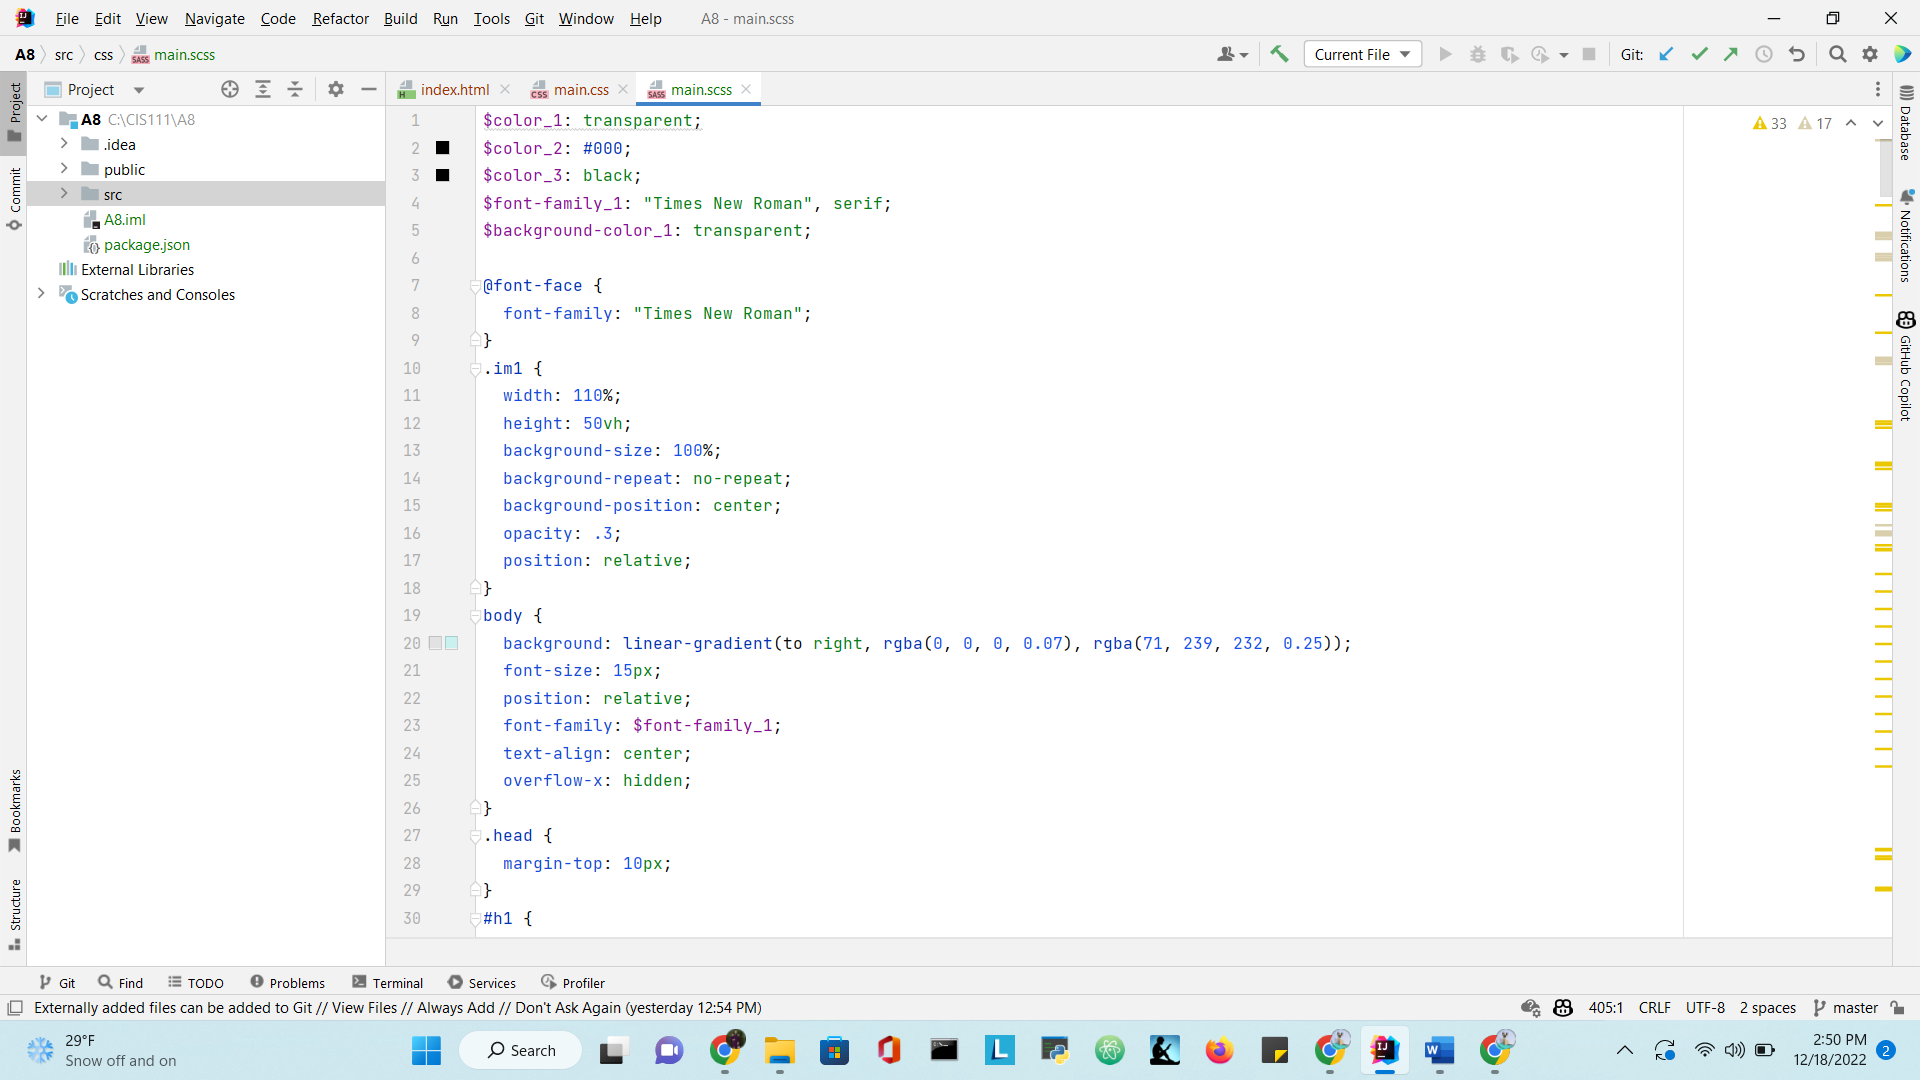 File Edit View Navigate Code Refactor Build Run Tools Git Window Help A8 - main.scss
A8 src css main.scss
Current File Git:
Project
index.html main.css main.scss
A8 C:\CIS111\A8
.idea
public
src
A8.iml
package.json
External Libraries
Scratches and Consoles
Project
Commit
Bookmarks
Structure
1 $color_1: transparent;
2 $color_2: #000;
3 $color_3: black;
4 $font-family_1: "Times New Roman", serif;
5 $background-color_1: transparent;
6
7 @font-face {
8 font-family: "Times New Roman";
9 }
10 .im1 {
11 width: 110%;
12 height: 50vh;
13 background-size: 100%;
14 background-repeat: no-repeat;
15 background-position: center;
16 opacity: .3;
17 position: relative;
18 }
19 body {
20 background: linear-gradient(to right, rgba(0, 0, 0, 0.07), rgba(71, 239, 232, 0.25));
21 font-size: 15px;
22 position: relative;
23 font-family: $font-family_1;
24 text-align: center;
25 overflow-x: hidden;
26 }
27 .head {
28 margin-top: 10px;
29 }
30 #h1 {
33 17
Database
Notifications
GitHub Copilot
Git Find TODO Problems Terminal Services Profiler
Externally added files can be added to Git // View Files // Always Add // Don't Ask Again (yesterday 12:54 PM)
405:1 CRLF UTF-8 2 spaces master
29°F
Snow off and on
Search
2:50 PM
12/18/2022
2